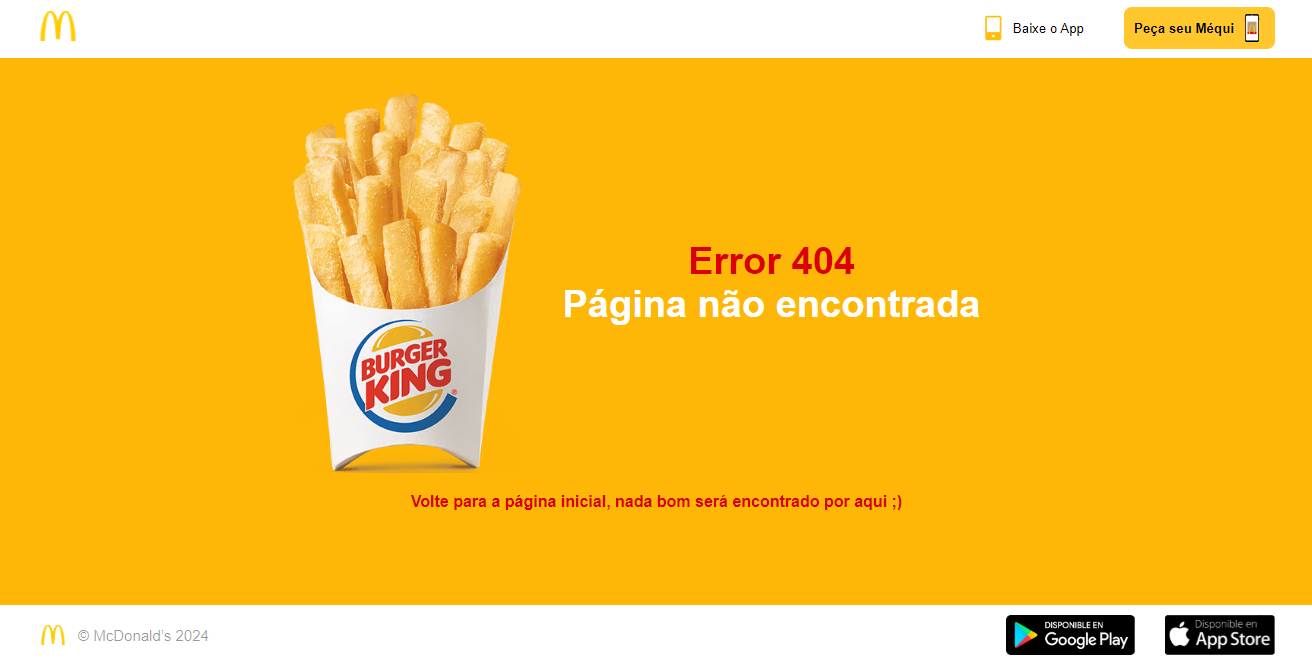 Baixe o App
Peça seu Méqui
Error 404
Página não encontrada
BURGER
KING®
Volte para a página inicial, nada bom será encontrado por aqui ;)
© McDonald's 2024
DISPONIBLE EN
Google Play
Disponible en
App Store